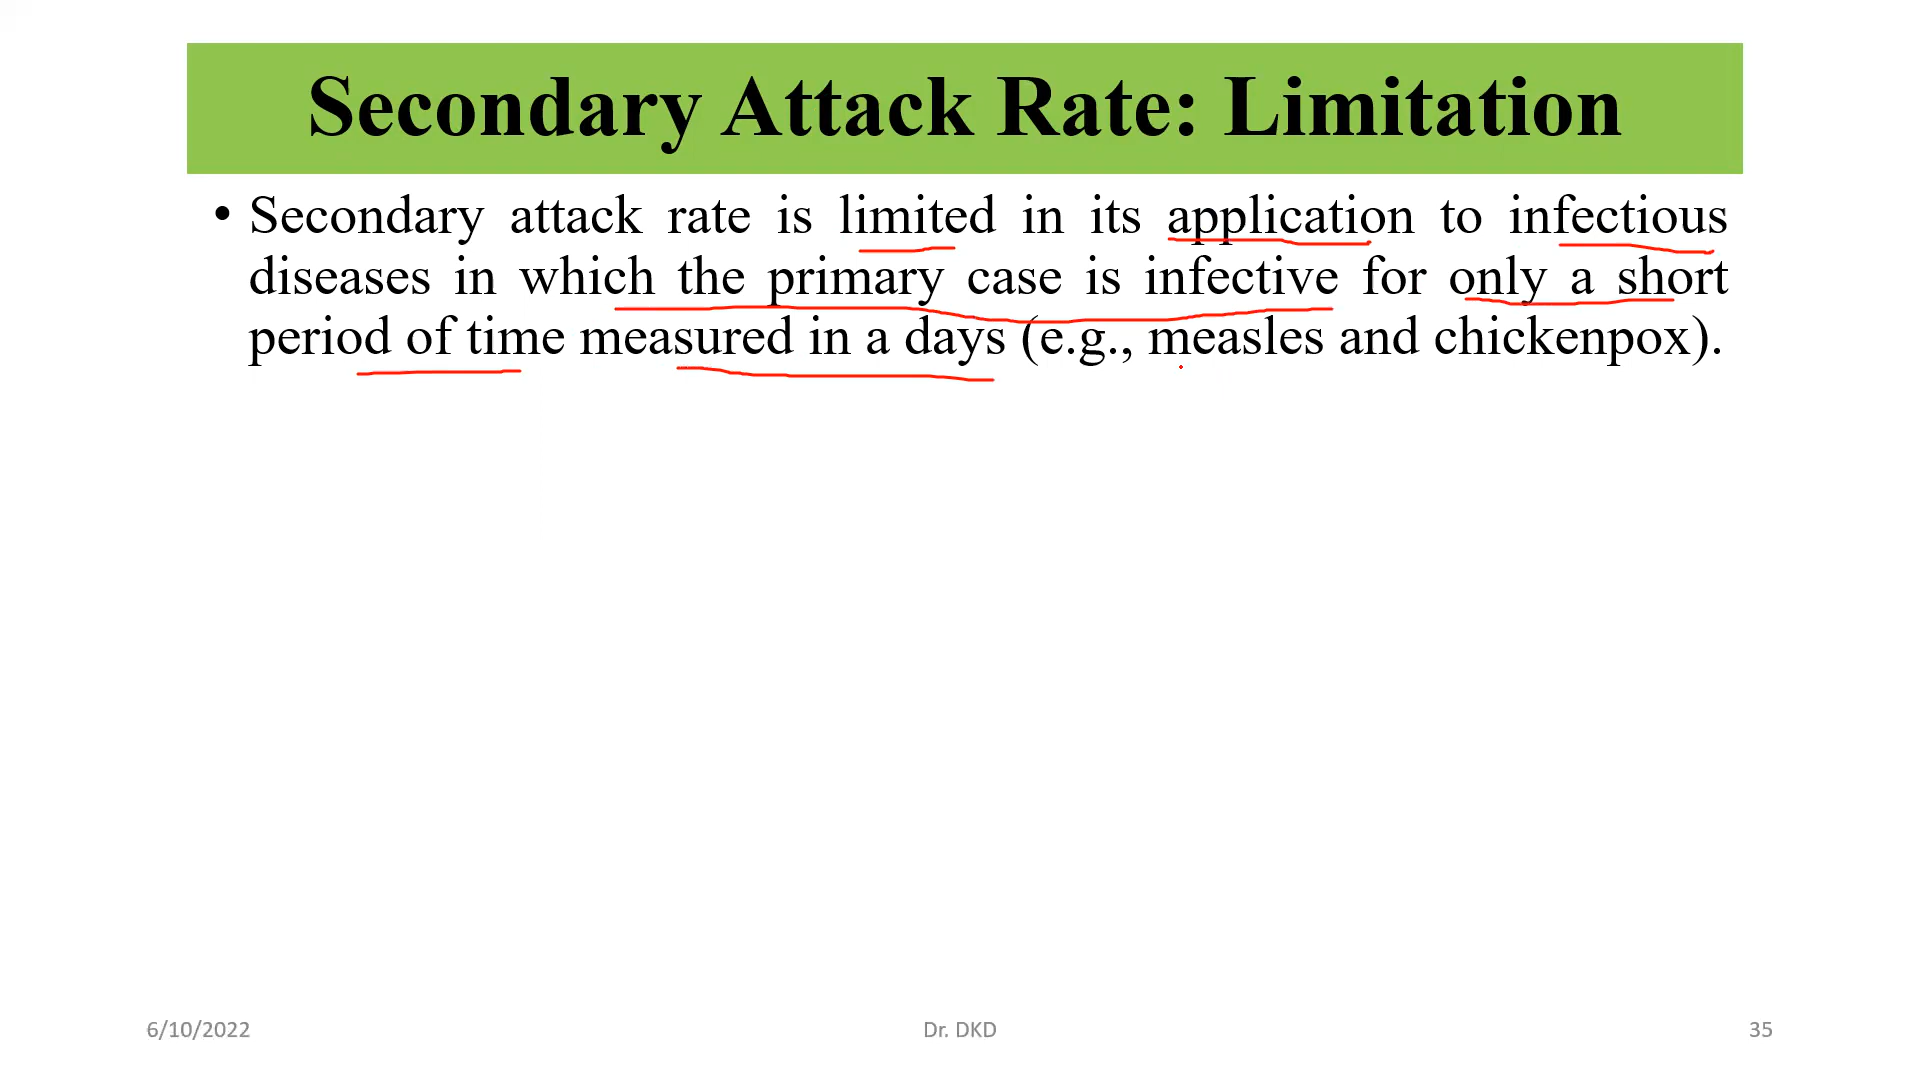 Secondary Attack Rate: Limitation
• Secondary attack rate is limited in its application to infectious
diseases in which the primary case is infective for only a short
period of time measured in a days (e.g., measles and chickenpox).
6/10/2022
Dr. DKD
35